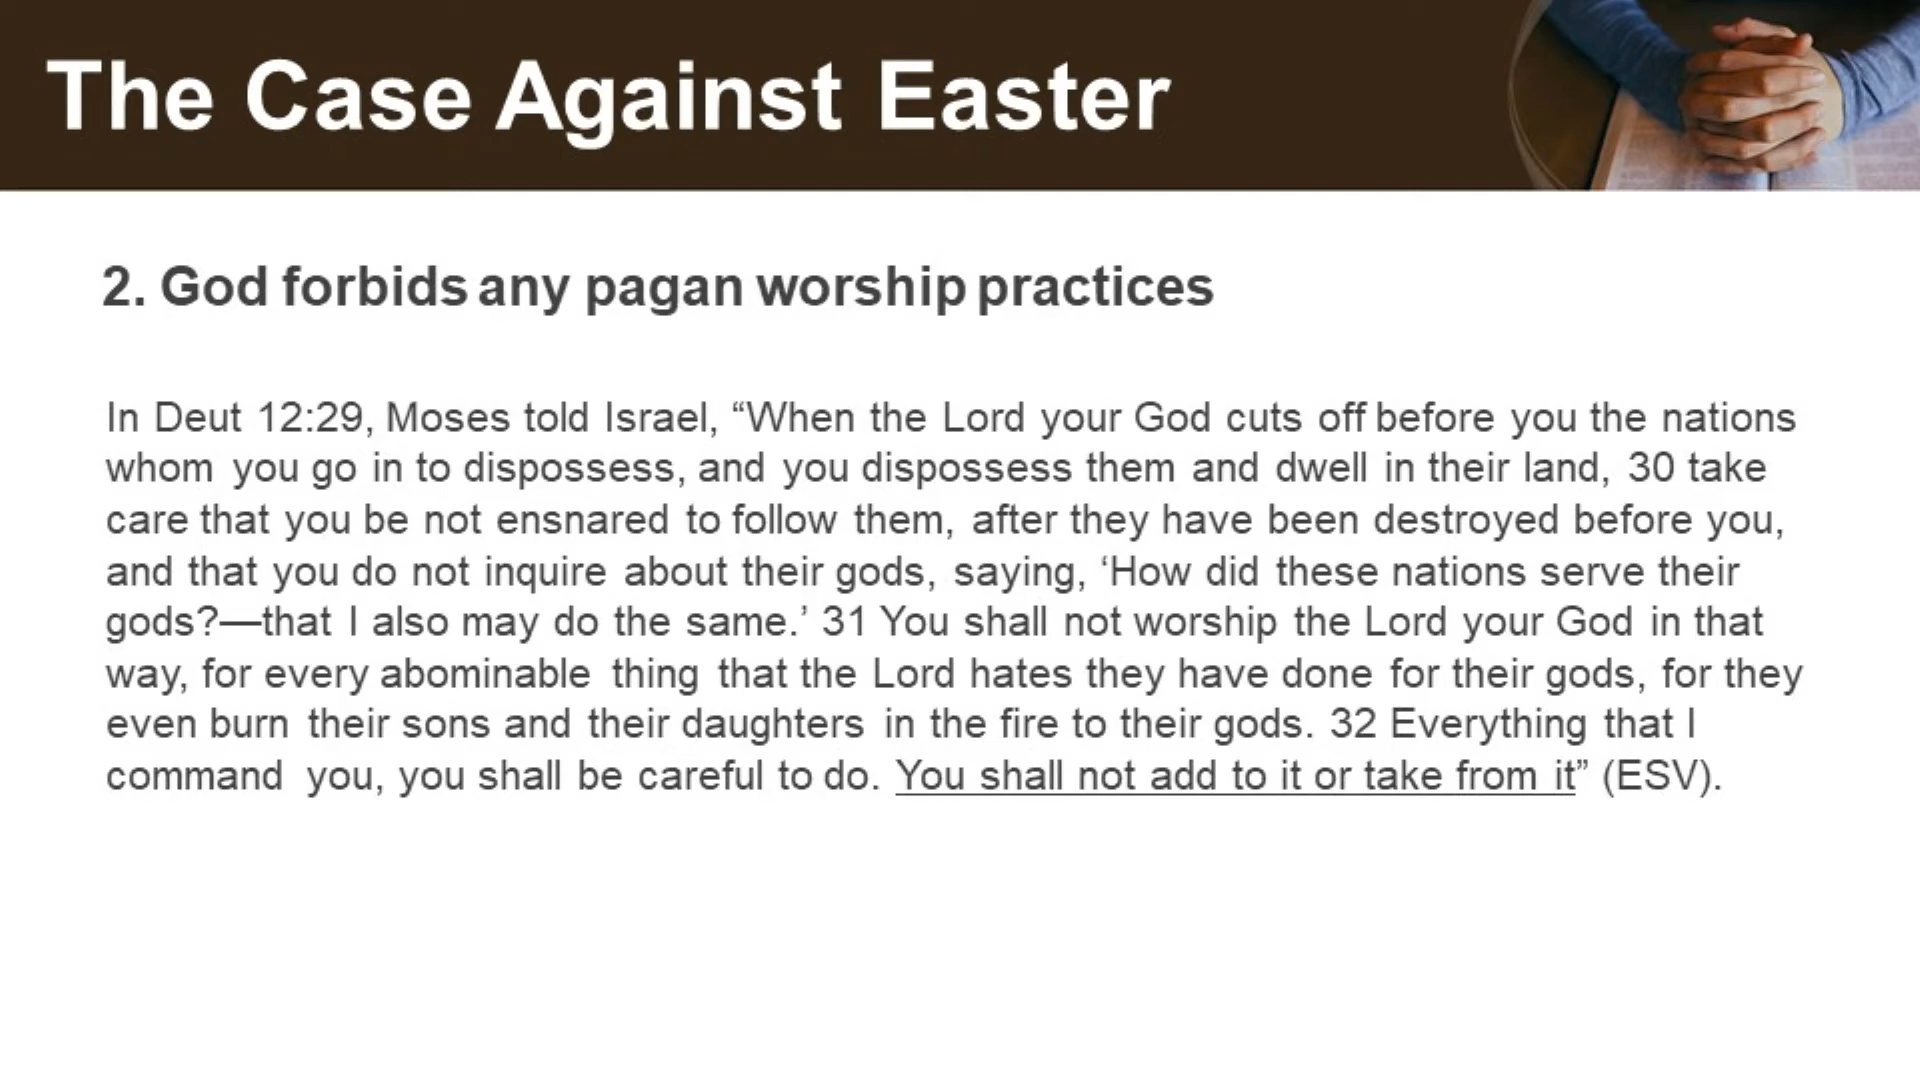 The Case Against Easter
2. God forbids any pagan worship practices
In Deut 12:29, Moses told Israel, “When the Lord your God cuts off before you the nations
whom you go in to dispossess, and you dispossess them and dwell in their land, 30 take
care that you be not ensnared to follow them, after they have been destroyed before you,
and that you do not inquire about their gods, saying, ‘How did these nations serve their
gods?—that I also may do the same.’ 31 You shall not worship the Lord your God in that
way, for every abominable thing that the Lord hates they have done for their gods, for they
even burn their sons and their daughters in the fire to their gods. 32 Everything that I
command you, you shall be careful to do. You shall not add to it or take from it” (ESV).